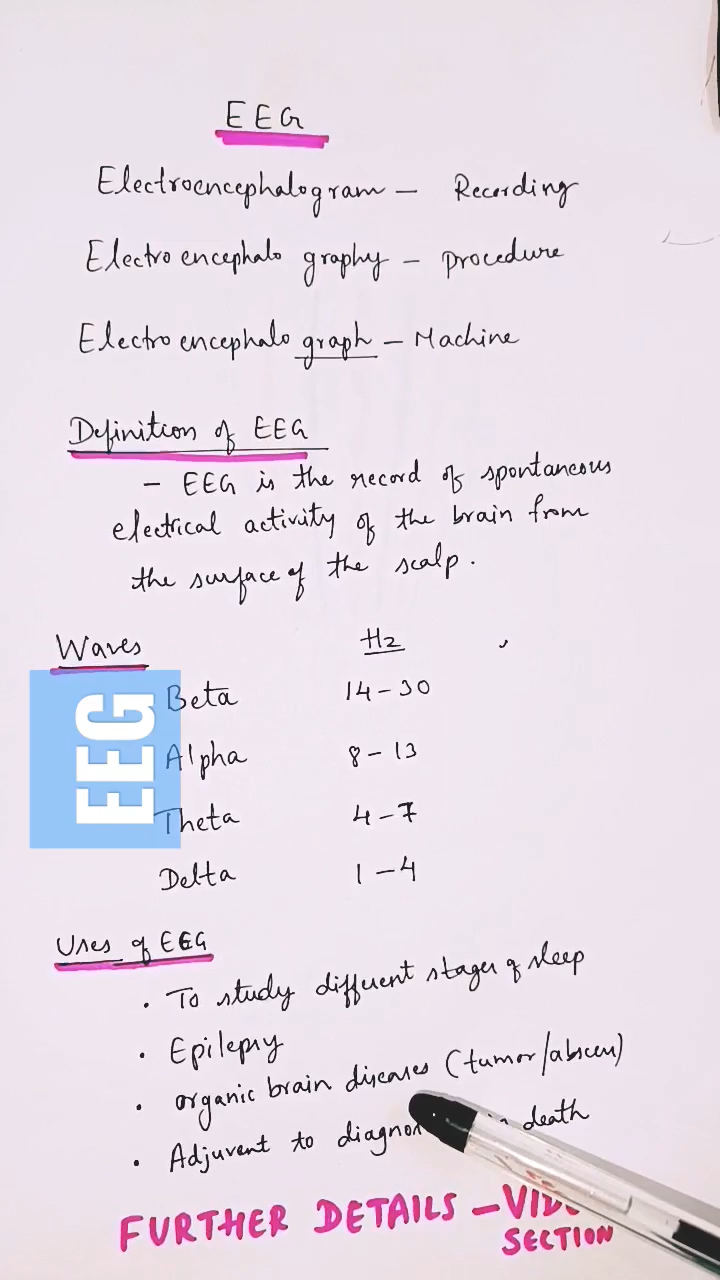 EEG
Electroencephalogram – Recording
Electro encephalo graphy – procedure
Electro encephalo graph – Machine
Definition of EEG
– EEG is the record of spontaneous
electrical activity of the brain from
the surface of the scalp.
Waves Hz
Beta 14-30
Alpha 8-13
Theta 4-7
Delta 1-4
EEG
Uses of EEG
· To study different stages of sleep
· Epilepsy
· organic brain diseases (tumor/abscess)
· Adjuvent to death
FURTHER DETAILS –
SECTION